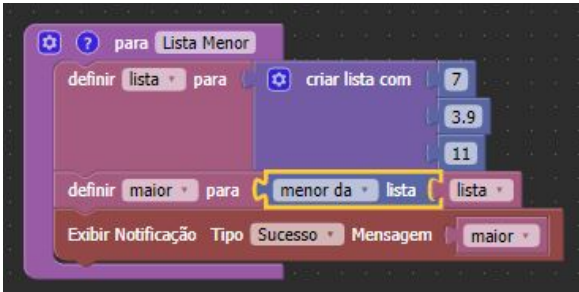 ? para Lista Menor
definir lista para criar lista com 7
3.9
11
definir maior para menor da lista lista
Exibir Notificação Tipo Sucesso Mensagem maior